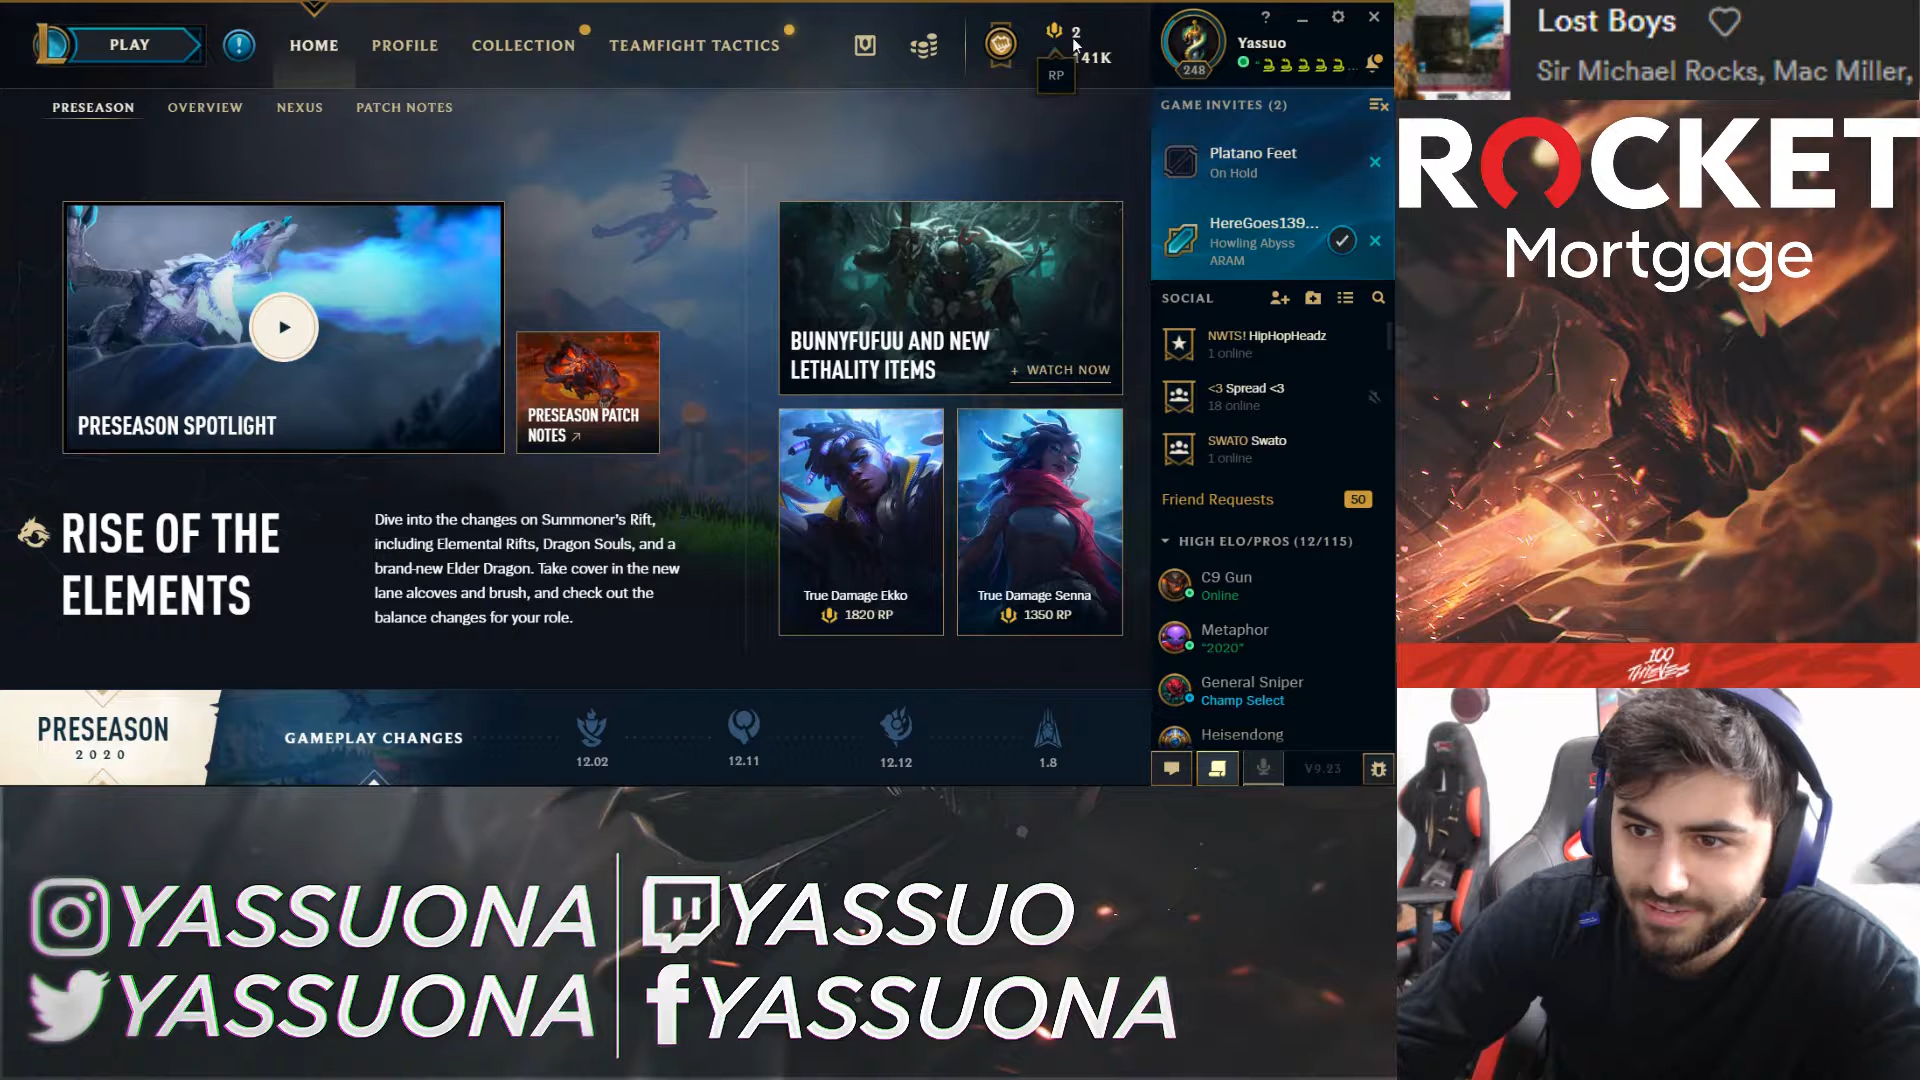 PLAY
HOME
PROFILE
COLLECTION
TEAMFIGHT TACTICS
2
141K
RP
248
Yassuo
PRESEASON
OVERVIEW
NEXUS
PATCH NOTES
PRESEASON SPOTLIGHT
PRESEASON PATCH
NOTES
BUNNYFUFUU AND NEW
LETHALITY ITEMS
+ WATCH NOW
True Damage Ekko
1820 RP
True Damage Senna
1350 RP
RISE OF THE
ELEMENTS
Dive into the changes on Summoner's Rift,
including Elemental Rifts, Dragon Souls, and a
brand-new Elder Dragon. Take cover in the new
lane alcoves and brush, and check out the
balance changes for your role.
PRESEASON
2020
GAMEPLAY CHANGES
12.02
12.11
12.12
1.8
GAME INVITES (2)
Platano Feet
On Hold
HereGoes139...
Howling Abyss
ARAM
SOCIAL
NWTS! HipHopHeadz
1 online
<3 Spread <3
18 online
SWATO Swato
1 online
Friend Requests
50
HIGH ELO/PROS (12/115)
C9 Gun
Online
Metaphor
"2020"
General Sniper
Champ Select
Heisendong
V9.23
Lost Boys
Sir Michael Rocks, Mac Miller,
ROCKET
Mortgage
100
THIEVES
YASSUONA
YASSUO
YASSUONA
YASSUONA